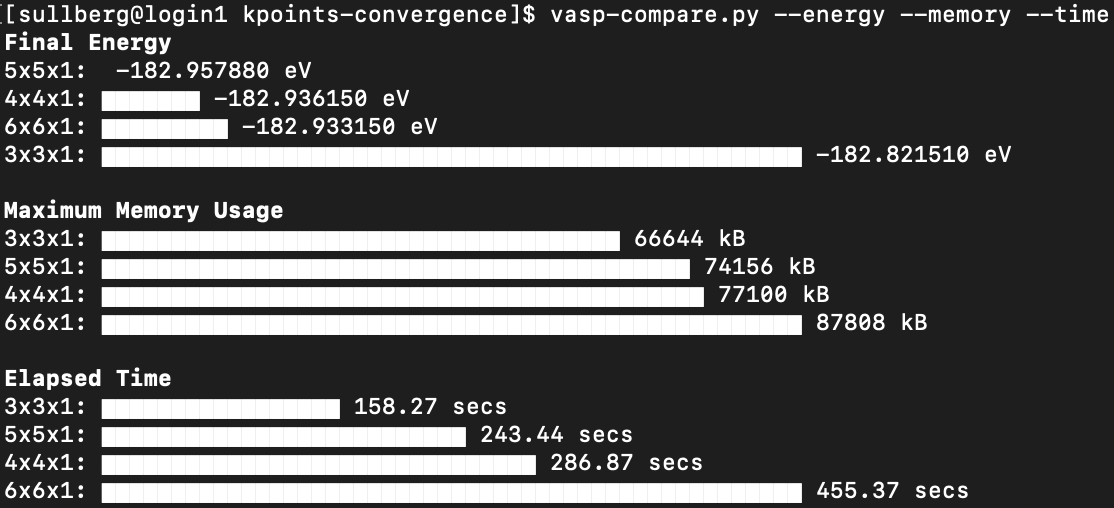 [[sullberg@login1 kpoints-convergence]$ vasp-compare.py --energy --memory --time
Final Energy
5x5x1: -182.957880 eV
4x4x1: -182.936150 eV
6x6x1: -182.933150 eV
3x3x1: -182.821510 eV
Maximum Memory Usage
3x3x1: 66644 kB
5x5x1: 74156 kB
4x4x1: 77100 kB
6x6x1: 87808 kB
Elapsed Time
3x3x1: 158.27 secs
5x5x1: 243.44 secs
4x4x1: 286.87 secs
6x6x1: 455.37 secs